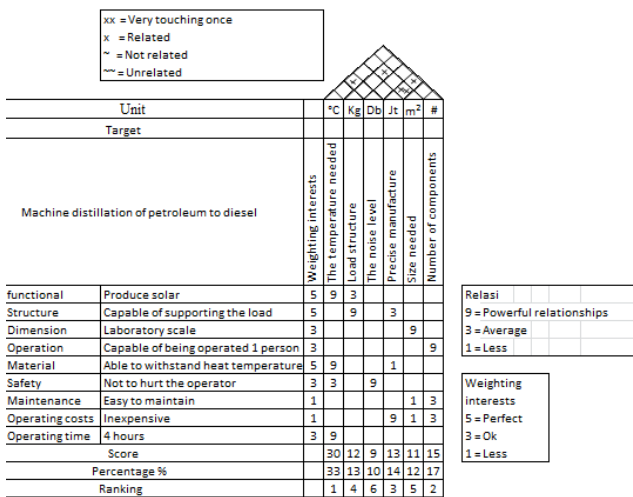 xx = Very touching once
x = Related
~ = Not related
~~ = Unrelated
x x x xx
Unit °C Kg Db Jt m² #
Target
Machine distillation of petroleum to diesel
Weighting interests
The temperature needed
Load structure
The noise level
Precise manufacture
Size needed
Number of components
functional Produce solar 5 9 3
Structure Capable of supporting the load 5 9 3
Dimension Laboratory scale 3 9
Operation Capable of being operated 1 person 3 9
Material Able to withstand heat temperature 5 9 1
Safety Not to hurt the operator 3 3 9
Maintenance Easy to maintain 1 1 3
Operating costs Inexpensive 1 9 1 3
Operating time 4 hours 3 9
Score 30 12 9 13 11 15
Percentage % 33 13 10 14 12 17
Ranking 1 4 6 3 5 2
Relasi
9 = Powerful relationships
3 = Average
1 = Less
Weighting
interests
5 = Perfect
3 = Ok
1 = Less